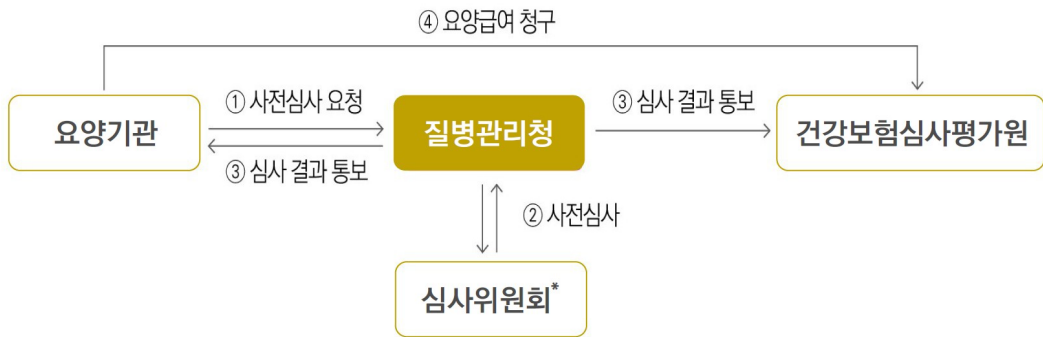 ④ 요양급여 청구
① 사전심사 요청
③ 심사 결과 통보
요양기관
질병관리청
건강보험심사평가원
③ 심사 결과 통보
② 사전심사
심사위원회*